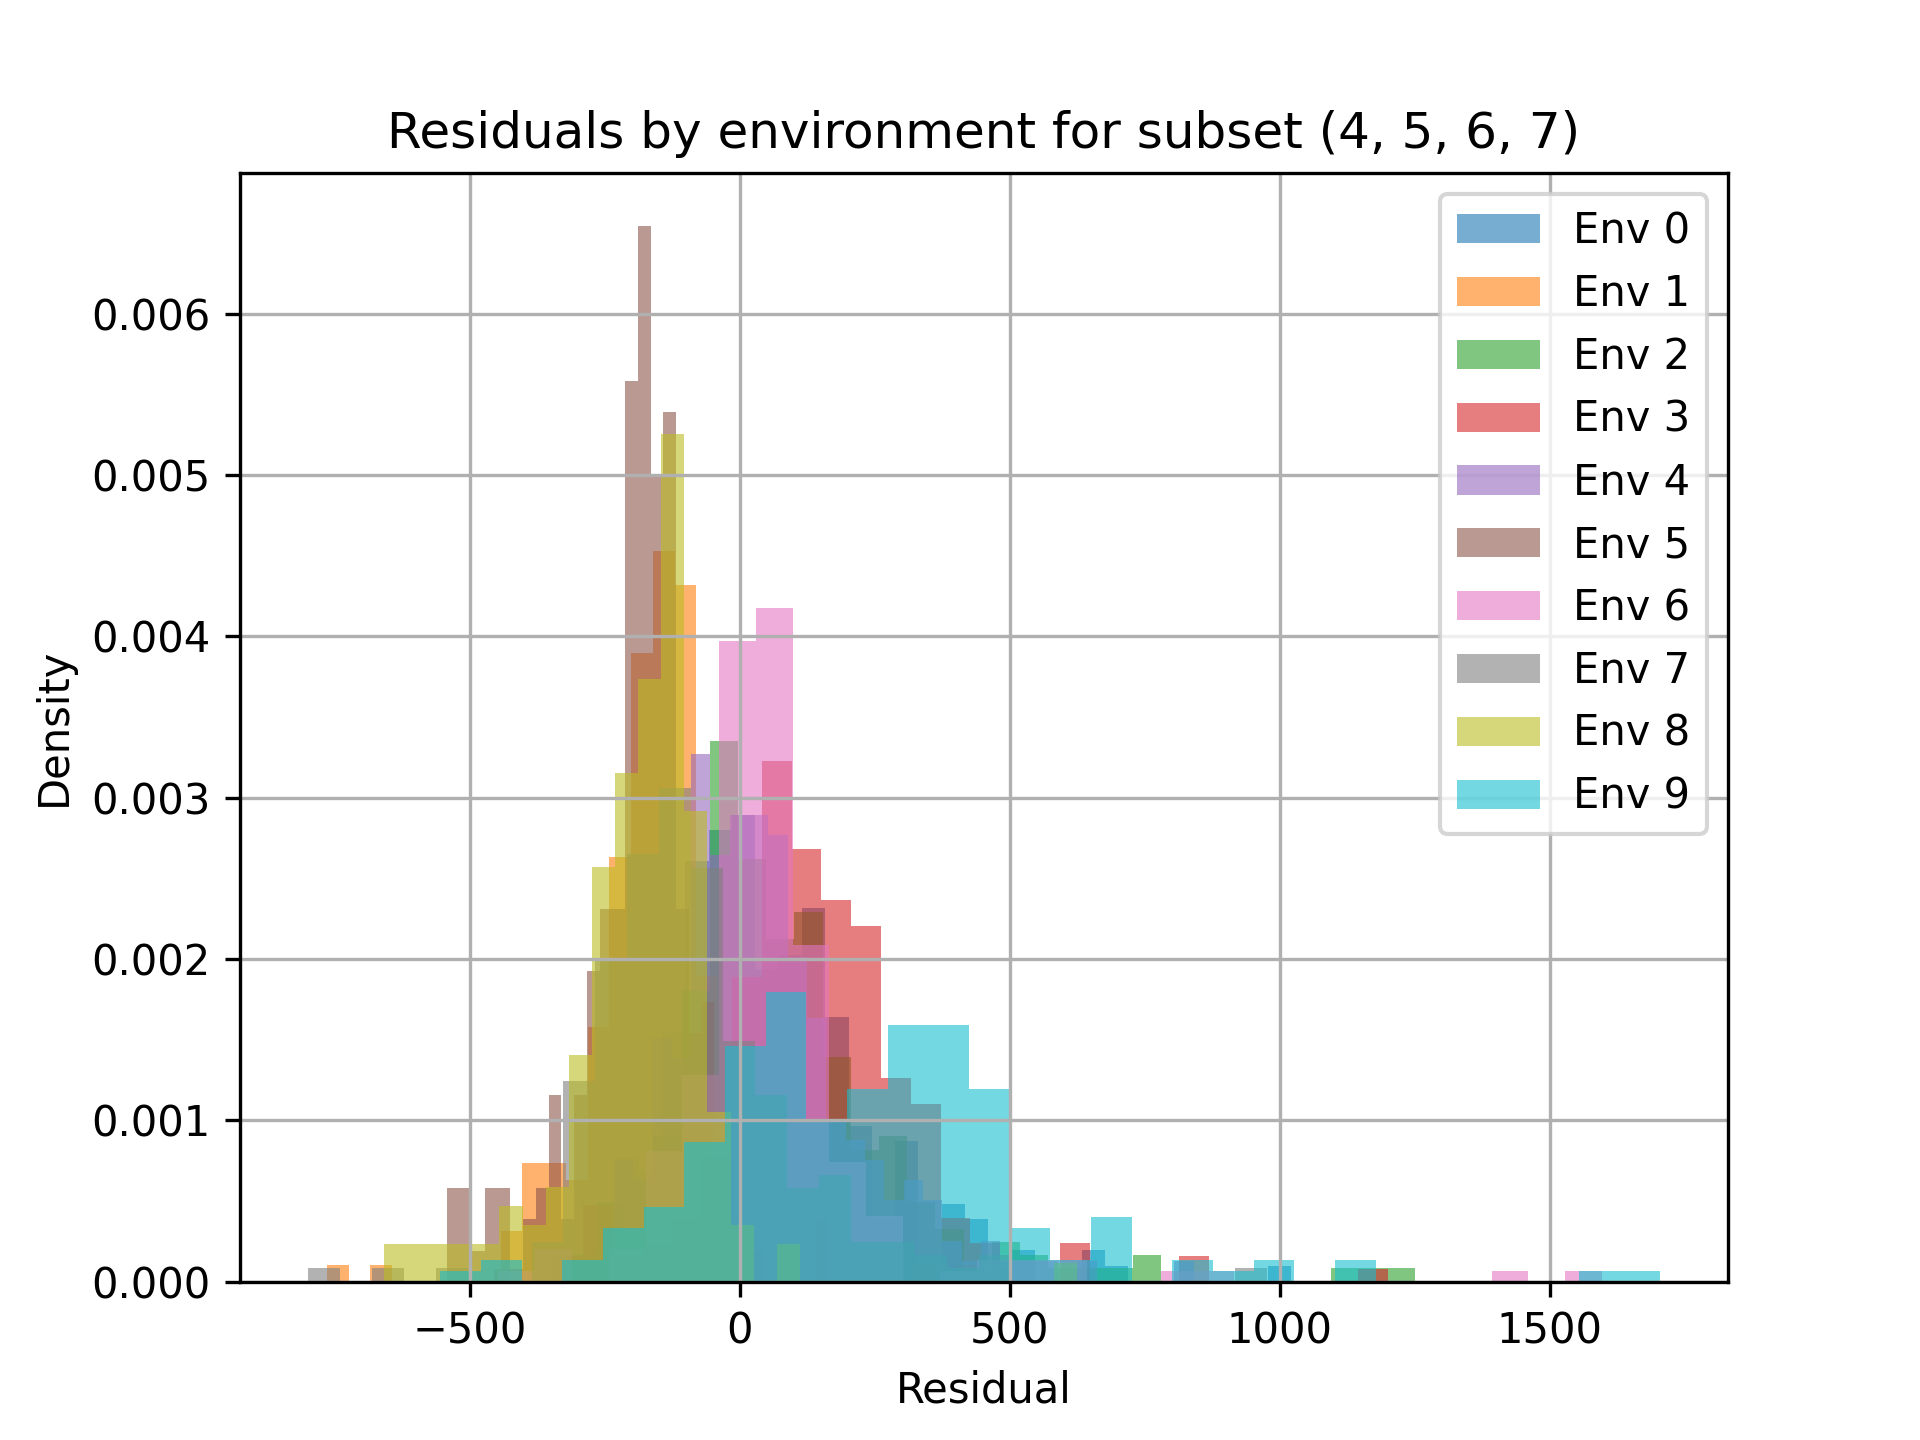 Residuals by environment for subset (4, 5, 6, 7)
Env 0
Env 1
Env 2
Env 3
Env 4
Env 5
Env 6
Env 7
Env 8
Env 9
0.006
0.005
0.004
0.003
0.002
0.001
0.000
Density
−500
0
500
1000
1500
Residual